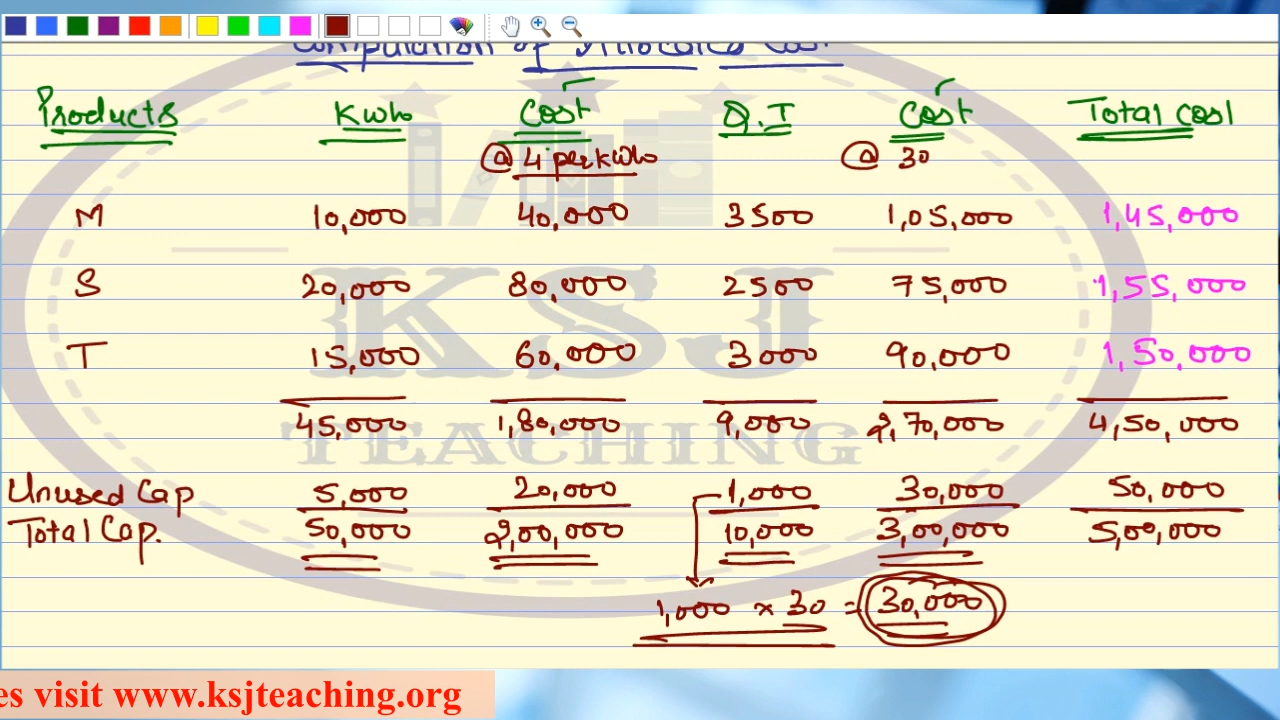 Computation of Allocated Cost
Products Kwh Cost Q.I Cost Total cost
@ 4 per kwh @ 30
M 10,000 40,000 3500 1,05,000 1,45,000
S 20,000 80,000 2500 75,000 1,55,000
T 15,000 60,000 3000 90,000 1,50,000
45,000 1,80,000 9,000 2,70,000 4,50,000
Unused Cap 5,000 20,000 1,000 30,000 50,000
Total Cap. 50,000 2,00,000 10,000 3,00,000 5,00,000
1,000 x 30 = 30,000
KSJ
TEACHING
es visit www.ksjteaching.org